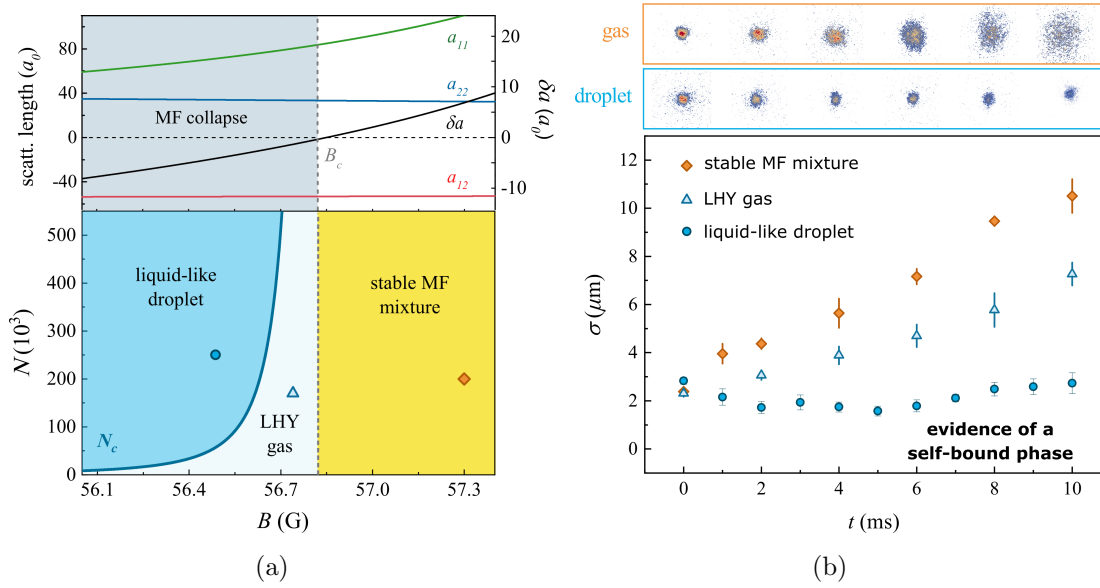 scatt. length (a₀)
80
40
0
-40
a₁₁
a₂₂
MF collapse
δa
B_c
a₁₂
20
10
0
-10
δa (a₀)
N (10³)
500
400
300
200
100
0
liquid-like
droplet
stable MF
mixture
LHY
gas
N_c
56.1
56.4
56.7
57.0
57.3
B (G)
(a)
gas
droplet
σ (μm)
12
10
8
6
4
2
0
stable MF mixture
LHY gas
liquid-like droplet
evidence of a
self-bound phase
0
2
4
6
8
10
t (ms)
(b)